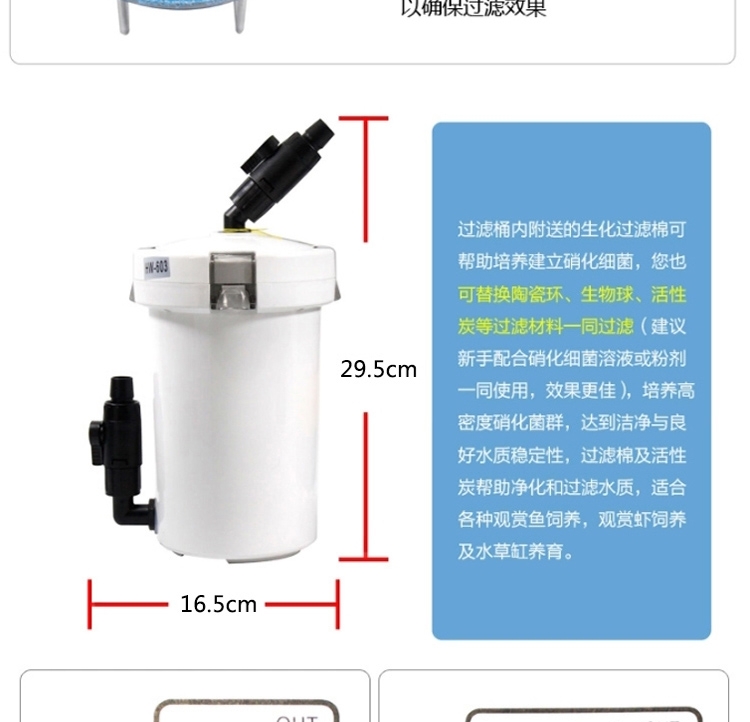 以确保过滤效果
HW-603
29.5cm
16.5cm
过滤桶内附送的生化过滤棉可
帮助培养建立硝化细菌，您也
可替换陶瓷环、生物球、活性
炭等过滤材料一同过滤（建议
新手配合硝化细菌溶液或粉剂
一同使用，效果更佳），培养高
密度硝化菌群，达到洁净与良
好水质稳定性，过滤棉及活性
炭帮助净化和过滤水质，适合
各种观赏鱼饲养，观赏虾饲养
及水草缸养育。
OUT